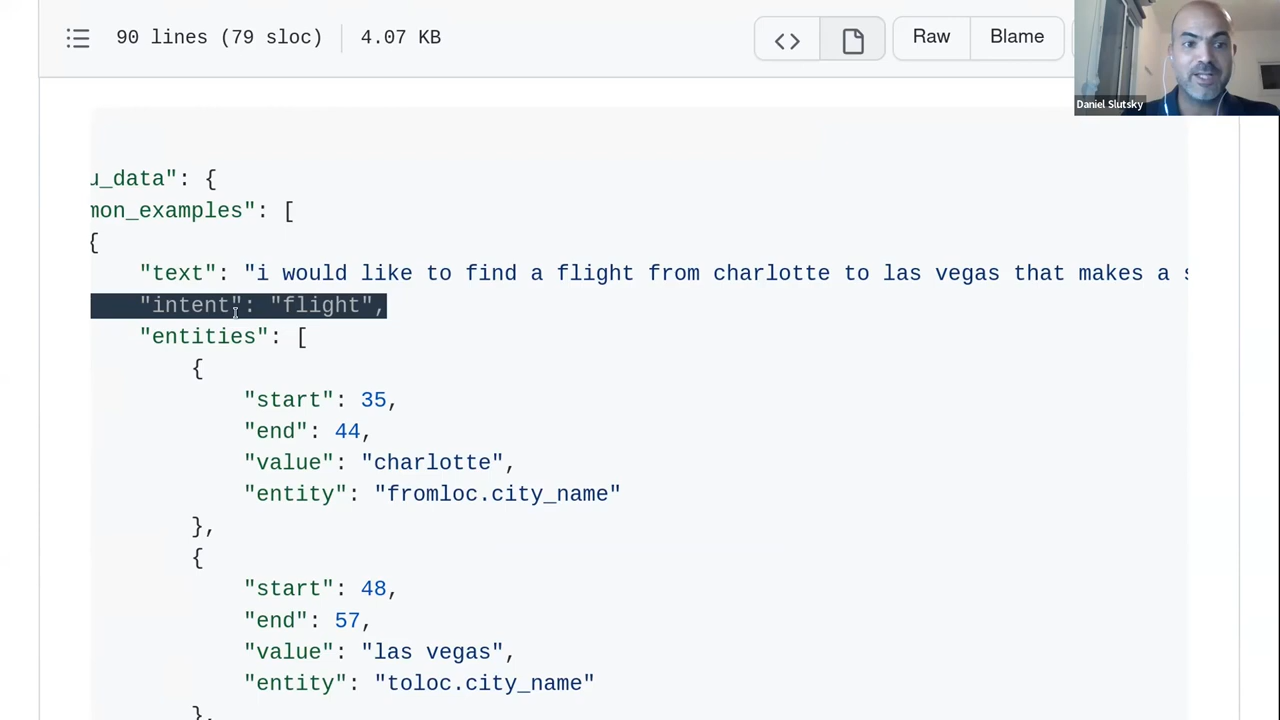 90 lines (79 sloc)
4.07 KB
Raw
Blame
Daniel Slutsky
u_data": {
mon_examples": [
{
"text": "i would like to find a flight from charlotte to las vegas that makes a s
"intent": "flight",
"entities": [
{
"start": 35,
"end": 44,
"value": "charlotte",
"entity": "fromloc.city_name"
},
{
"start": 48,
"end": 57,
"value": "las vegas",
"entity": "toloc.city_name"
},